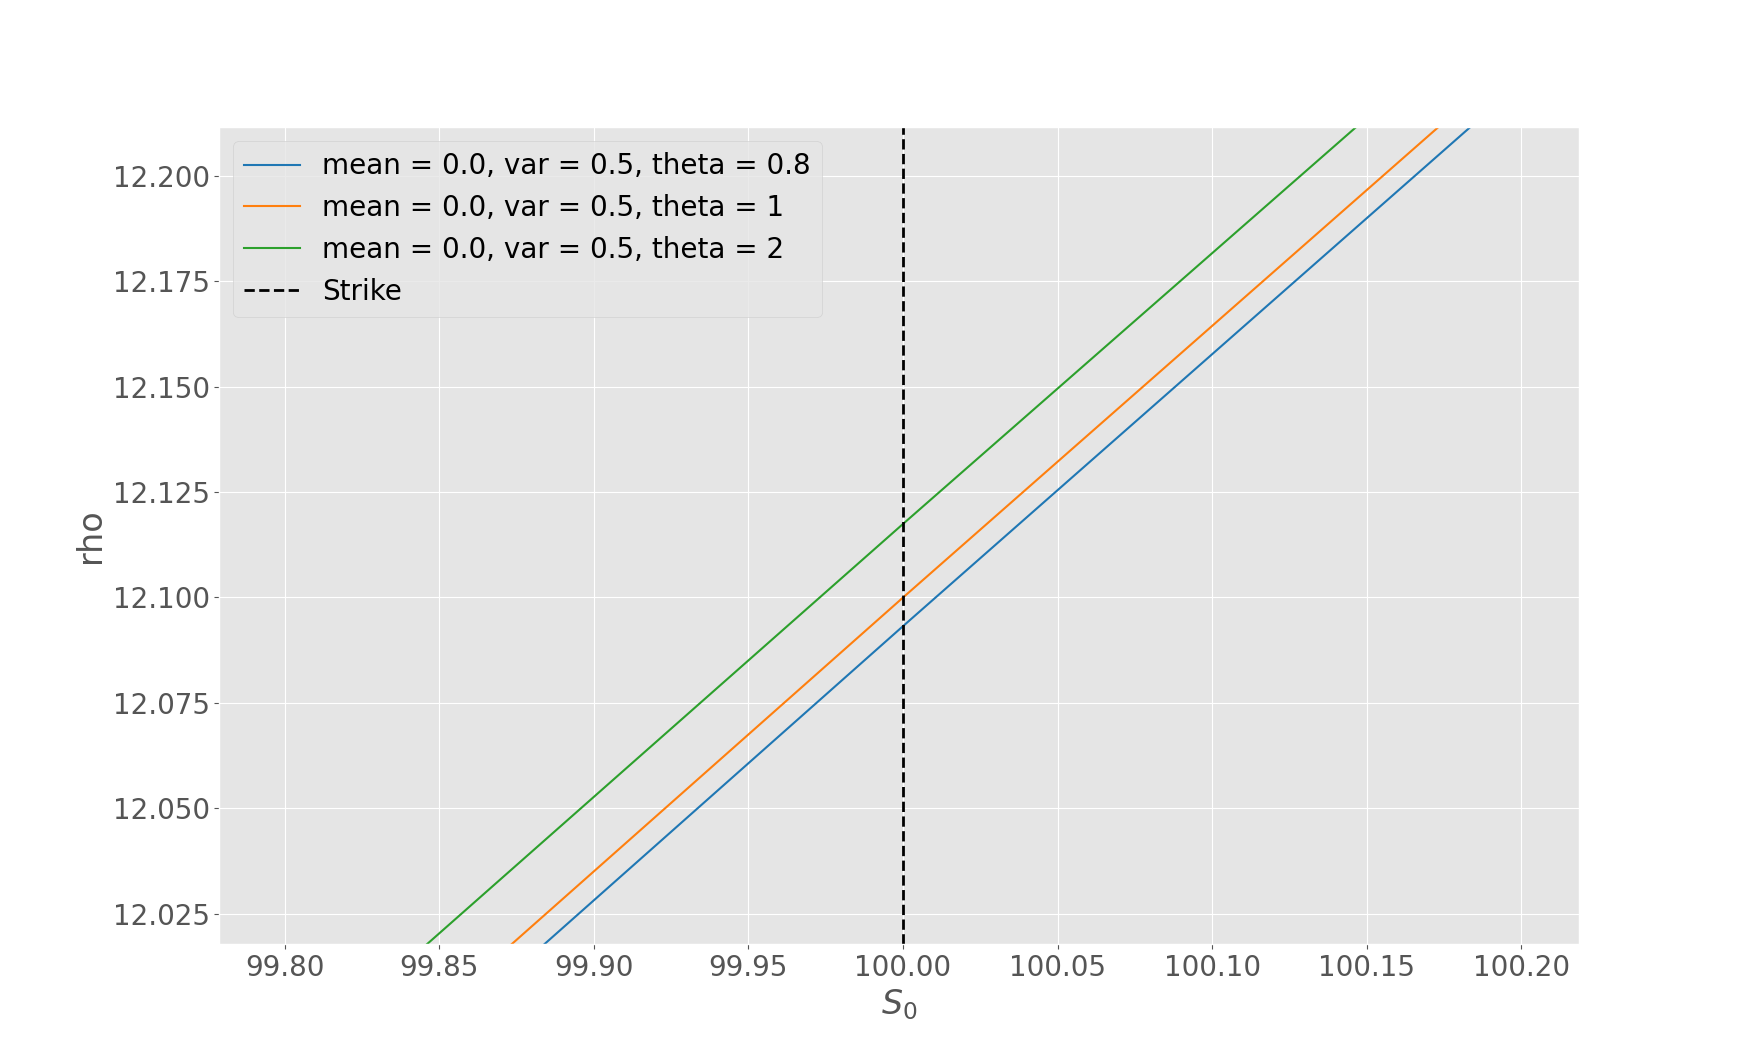 mean = 0.0, var = 0.5, theta = 0.8
mean = 0.0, var = 0.5, theta = 1
mean = 0.0, var = 0.5, theta = 2
Strike
12.200
12.175
12.150
12.125
12.100
12.075
12.050
12.025
rho
99.80 99.85 99.90 99.95 100.00 100.05 100.10 100.15 100.20
S₀